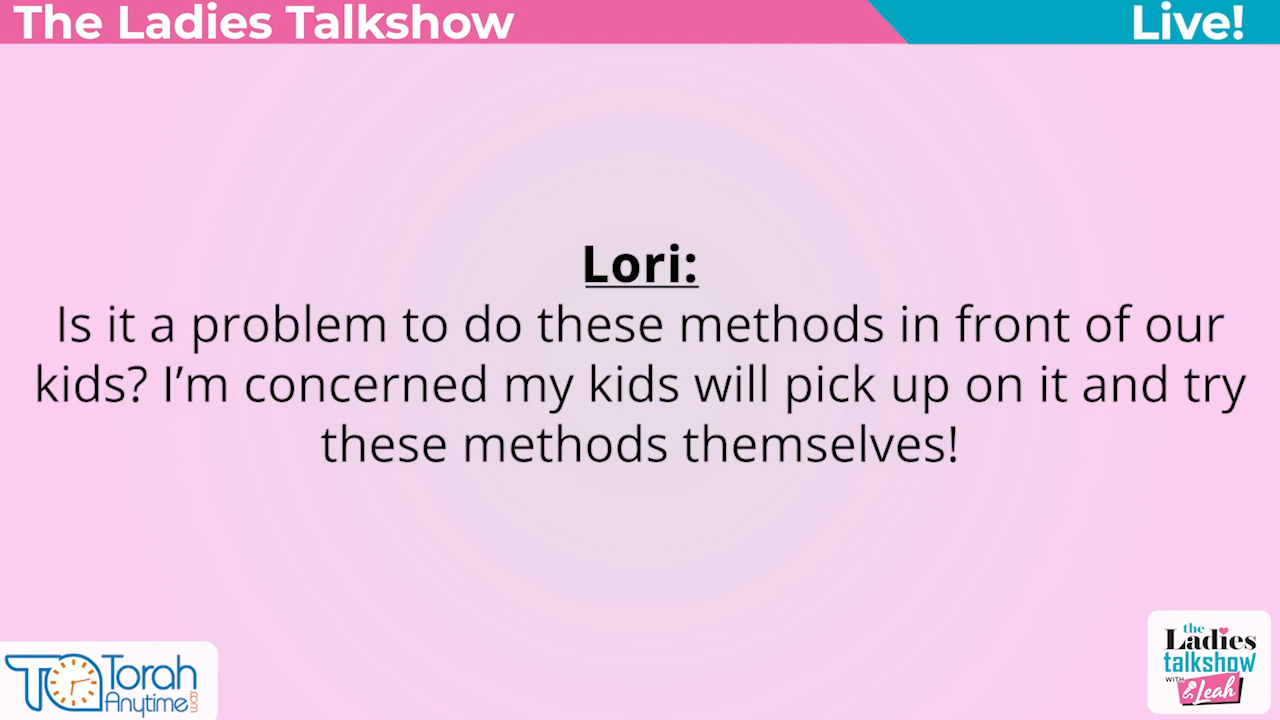 The Ladies Talkshow
Live!
Lori:
Is it a problem to do these methods in front of our
kids? I’m concerned my kids will pick up on it and try
these methods themselves!
TA Torah
Anytime.com
the
Ladies
talkshow
WITH
Leah